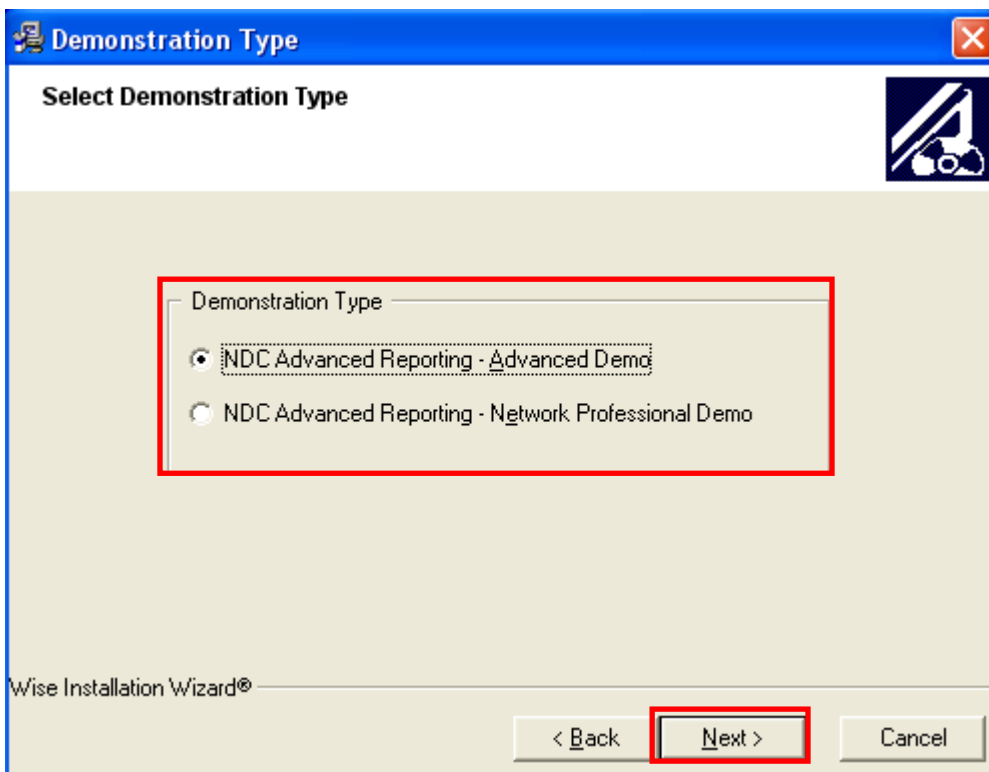 Demonstration Type
Select Demonstration Type
Demonstration Type
NDC Advanced Reporting - Advanced Demo
NDC Advanced Reporting - Network Professional Demo
Wise Installation Wizard®
< Back Next > Cancel